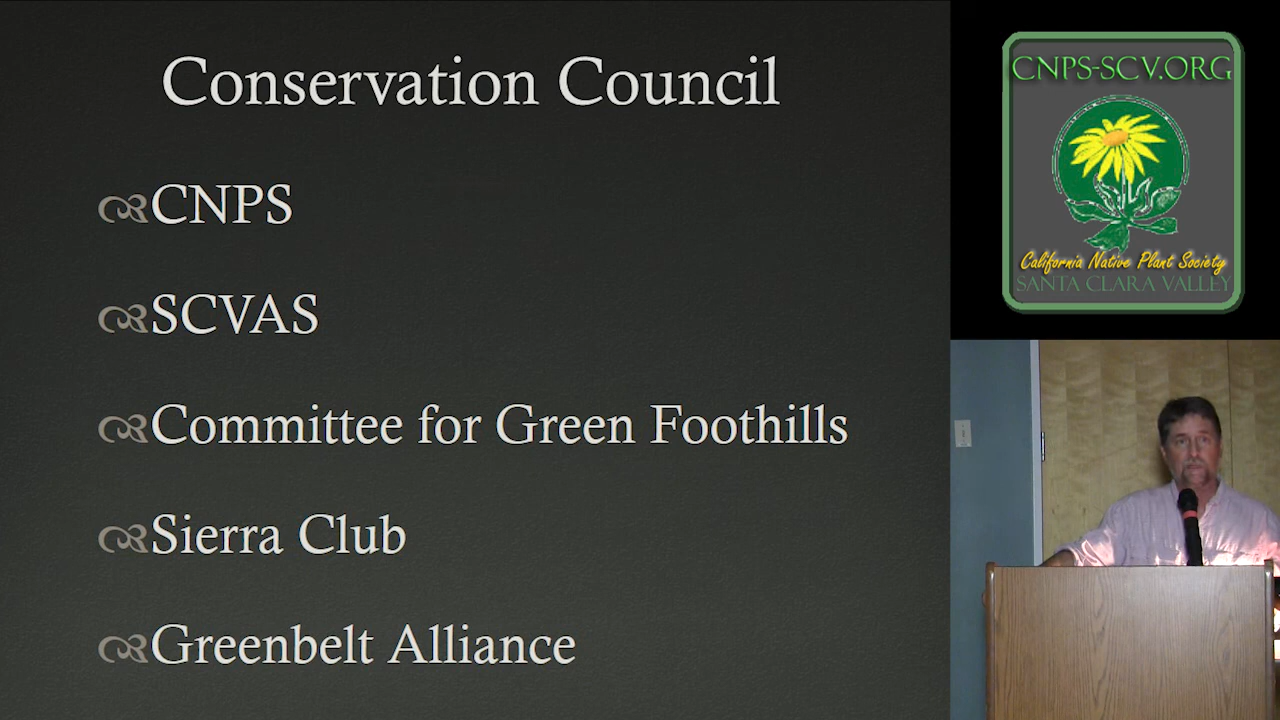 Conservation Council
CNPS
SCVAS
Committee for Green Foothills
Sierra Club
Greenbelt Alliance
CNPS-SCV.ORG
California Native Plant Society
SANTA CLARA VALLEY